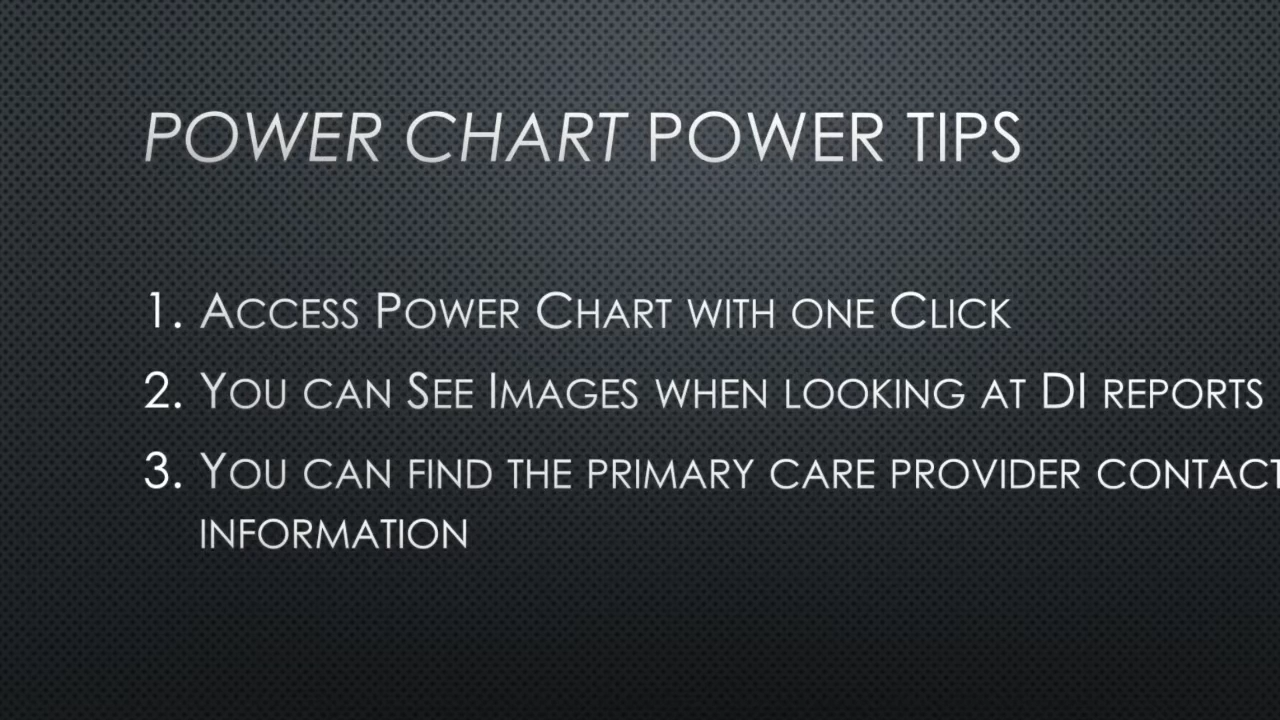 POWER CHART POWER TIPS
1. ACCESS POWER CHART WITH ONE CLICK
2. YOU CAN SEE IMAGES WHEN LOOKING AT DI REPORTS
3. YOU CAN FIND THE PRIMARY CARE PROVIDER CONTACT
INFORMATION